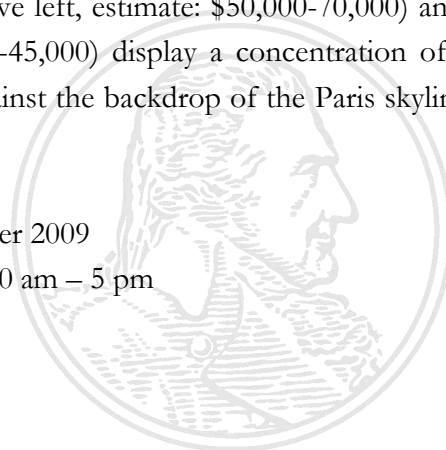 ve left, estimate: $50,000-70,000) an
-45,000) display a concentration of
inst the backdrop of the Paris skylin
er 2009
0 am – 5 pm